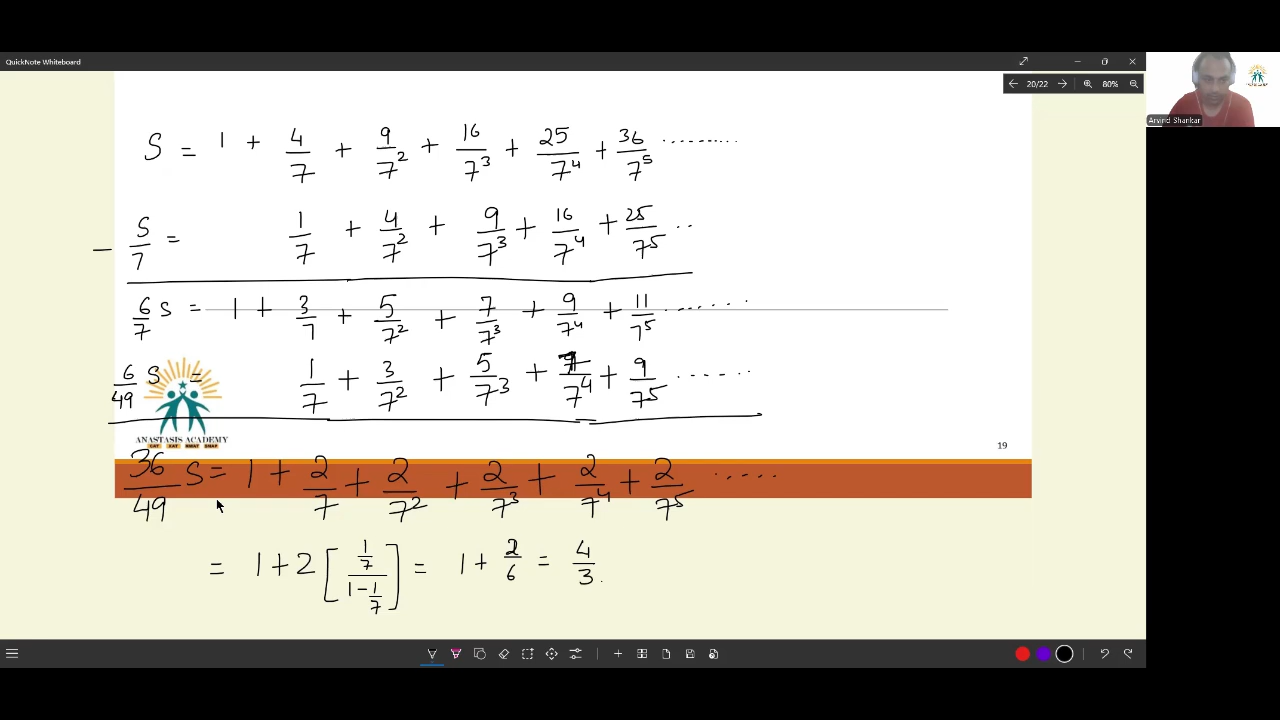 QuickNote Whiteboard
20/22 80%
Arvind Shankar
S = 1 + 4/7 + 9/7² + 16/7³ + 25/7⁴ + 36/7⁵ .........
- S/7 = 1/7 + 4/7² + 9/7³ + 16/7⁴ + 25/7⁵ ..
6/7 S = 1 + 3/7 + 5/7² + 7/7³ + 9/7⁴ + 11/7⁵ .......
6/49 S = 1/7 + 3/7² + 5/7³ + 7/7⁴ + 9/7⁵ ......
ANASTASIS ACADEMY
19
36/49 S = 1 + 2/7 + 2/7² + 2/7³ + 2/7⁴ + 2/7⁵ .....
= 1 + 2 [ (1/7) / (1 - 1/7) ] = 1 + 2/6 = 4/3.